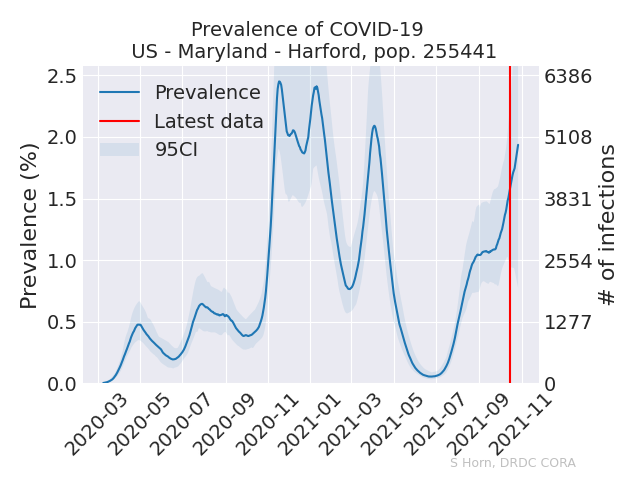 Prevalence of COVID-19
US - Maryland - Harford, pop. 255441
Prevalence (%)
2.5
2.0
1.5
1.0
0.5
0.0
Prevalence
Latest data
95CI
6386
5108
3831
2554
1277
0
# of infections
2020-03
2020-05
2020-07
2020-09
2020-11
2021-01
2021-03
2021-05
2021-07
2021-09
2021-11
S Horn, DRDC CORA